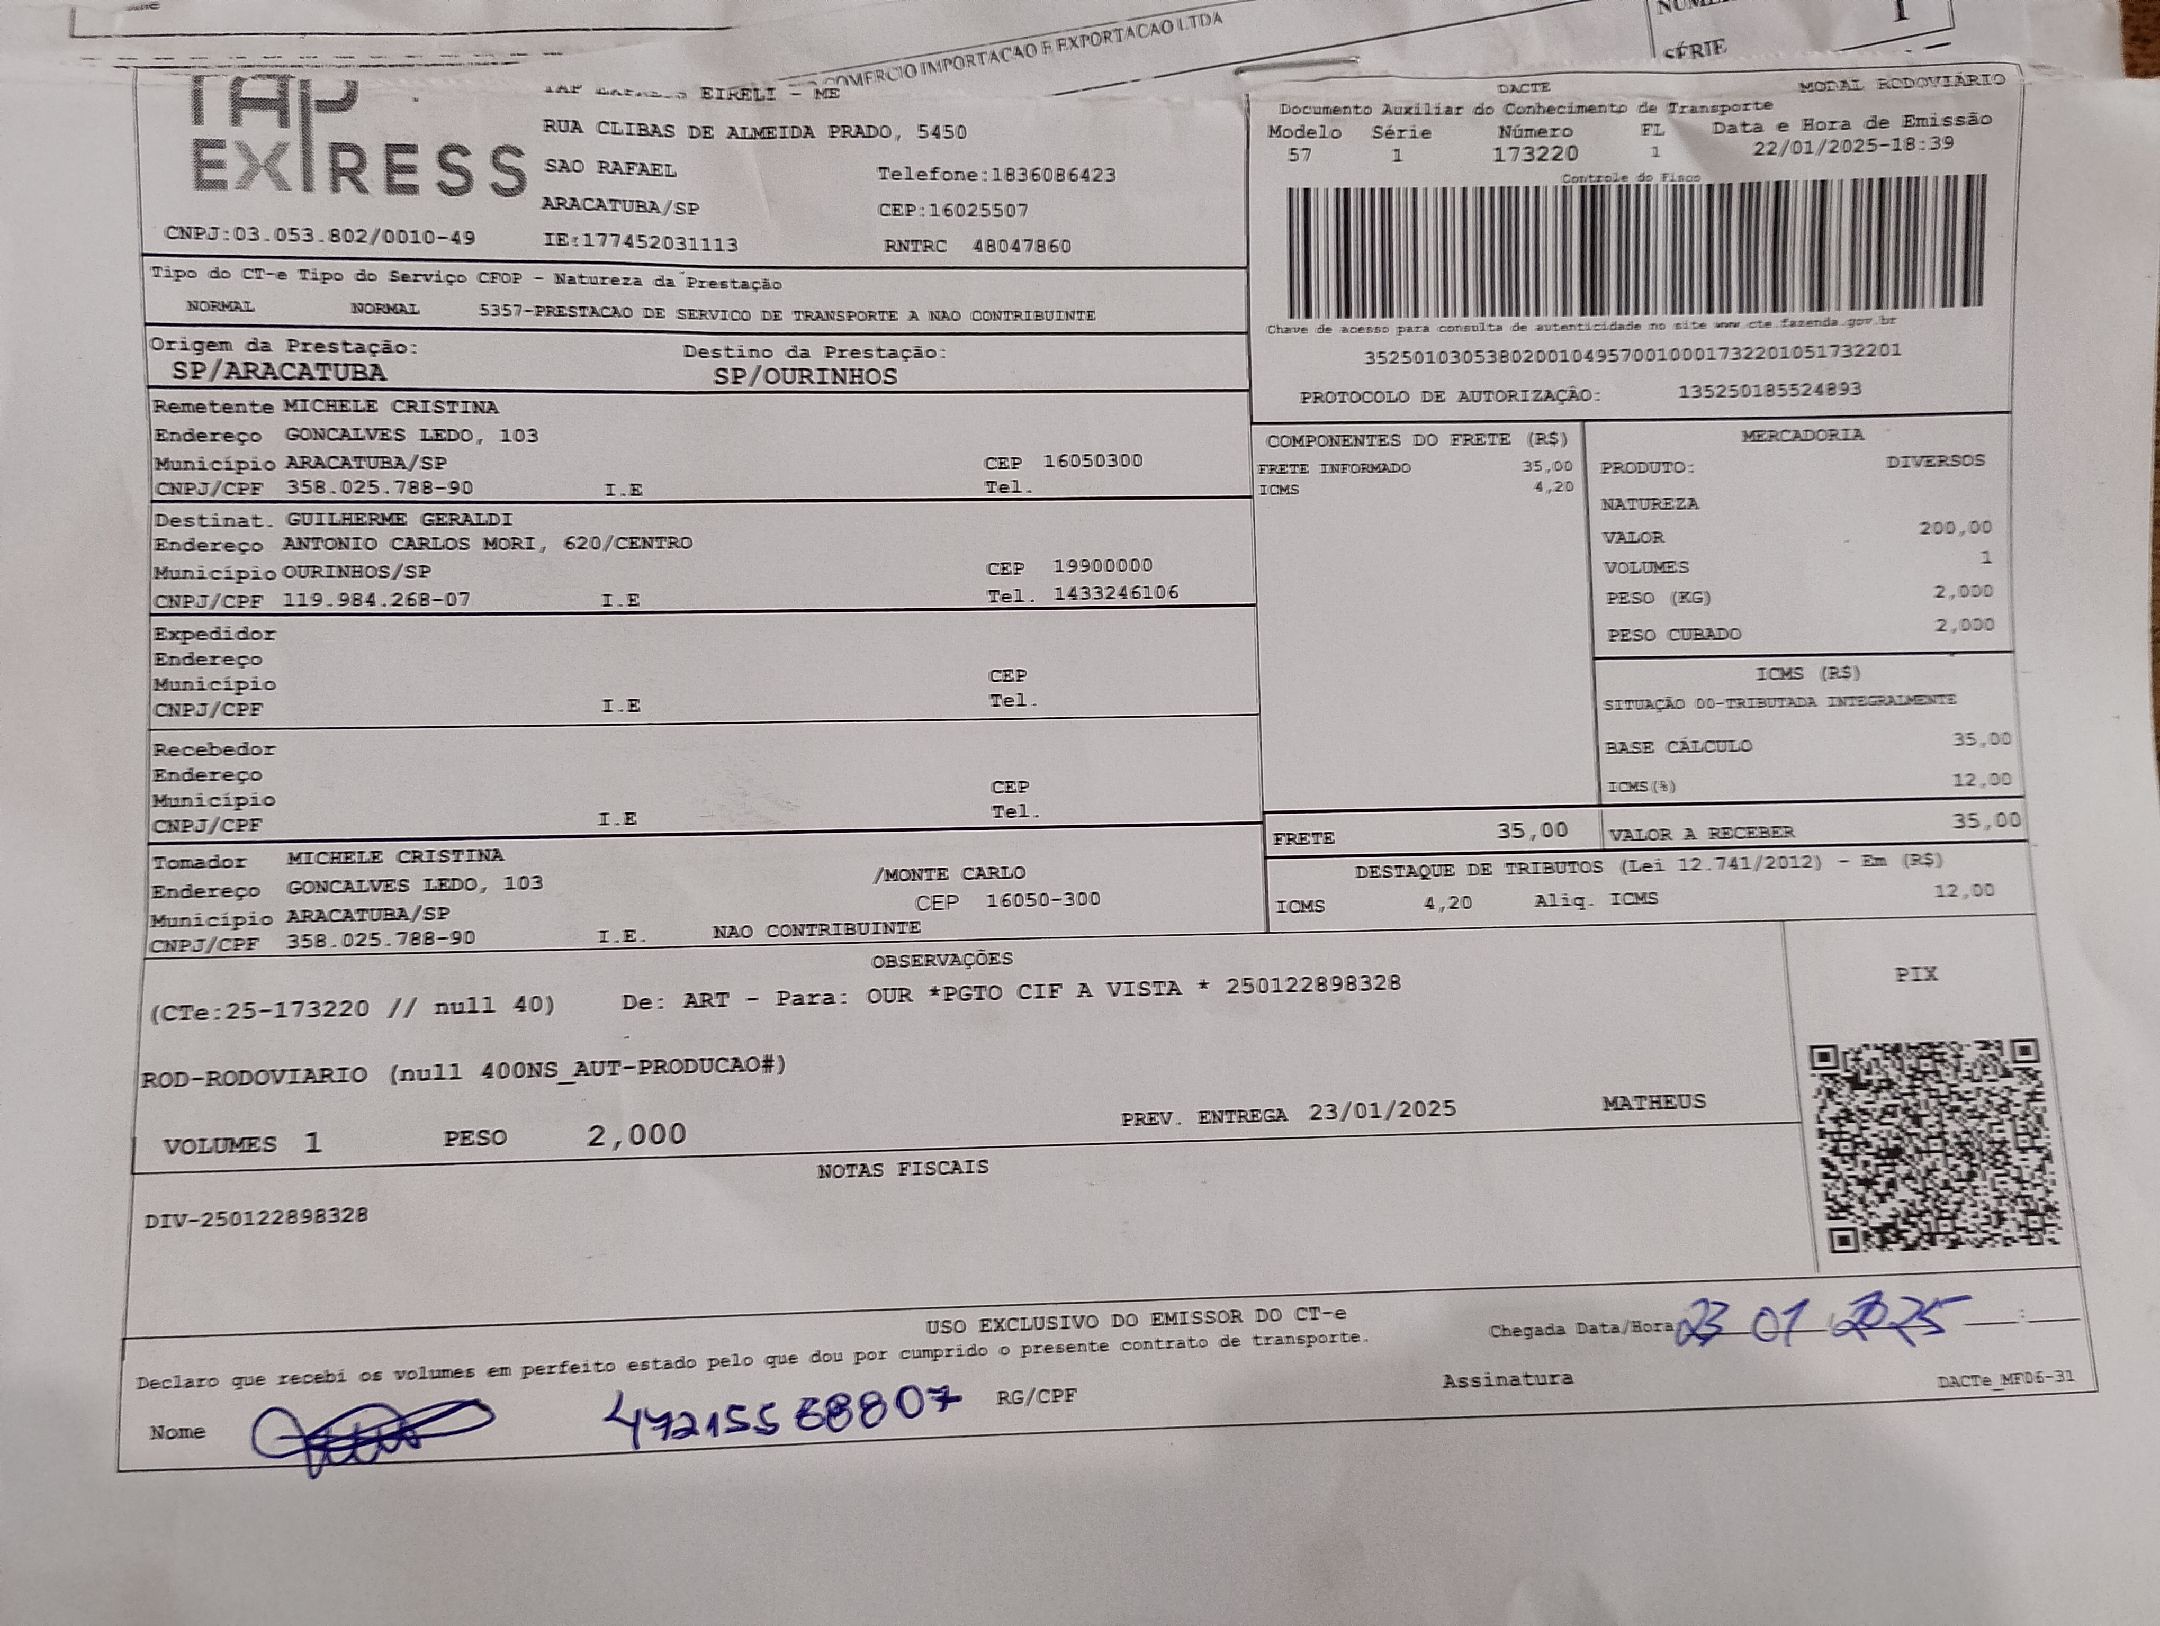 COMERCIO IMPORTACAO E EXPORTACAO LTDA
SÉRIE
1
TAP
EXPRESS
EIRELI - ME
RUA CLIBAS DE ALMEIDA PRADO, 5450
SAO RAFAEL Telefone:1836086423
ARACATUBA/SP CEP:16025507
CNPJ:03.053.802/0010-49 IE:177452031113 RNTRC 48047860
DACTE MODAL RODOVIÁRIO
Documento Auxiliar do Conhecimento de Transporte
Modelo Série Número FL Data e Hora de Emissão
57 1 173220 1 22/01/2025-18:39
Controle do Fisco
Chave de acesso para consulta de autenticidade no site www.cte.fazenda.gov.br
35250103053802001049570010001732201051732201
PROTOCOLO DE AUTORIZAÇÃO: 135250185524893
Tipo do CT-e Tipo do Serviço CFOP - Natureza da Prestação
NORMAL NORMAL 5357-PRESTACAO DE SERVICO DE TRANSPORTE A NAO CONTRIBUINTE
Origem da Prestação: Destino da Prestação:
SP/ARACATUBA SP/OURINHOS
Remetente MICHELE CRISTINA
Endereço GONCALVES LEDO, 103
Município ARACATUBA/SP CEP 16050300
CNPJ/CPF 358.025.788-90 I.E Tel.
Destinat. GUILHERME GERALDI
Endereço ANTONIO CARLOS MORI, 620/CENTRO
Município OURINHOS/SP CEP 19900000
CNPJ/CPF 119.984.268-07 I.E Tel. 1433246106
Expedidor
Endereço
Município CEP
CNPJ/CPF I.E Tel.
Recebedor
Endereço
Município CEP
CNPJ/CPF I.E Tel.
Tomador MICHELE CRISTINA
Endereço GONCALVES LEDO, 103 /MONTE CARLO
Município ARACATUBA/SP CEP 16050-300
CNPJ/CPF 358.025.788-90 I.E. NAO CONTRIBUINTE
COMPONENTES DO FRETE (R$)
FRETE INFORMADO 35,00
ICMS 4,20
MERCADORIA
PRODUTO: DIVERSOS
NATUREZA
VALOR 200,00
VOLUMES 1
PESO (KG) 2,000
PESO CUBADO 2,000
ICMS (R$)
SITUAÇÃO 00-TRIBUTADA INTEGRALMENTE
BASE CÁLCULO 35,00
ICMS(%) 12,00
FRETE 35,00 VALOR A RECEBER 35,00
DESTAQUE DE TRIBUTOS (Lei 12.741/2012) - Em (R$)
ICMS 4,20 Aliq. ICMS 12,00
OBSERVAÇÕES
(CTe:25-173220 // null 40) De: ART - Para: OUR *PGTO CIF A VISTA * 250122898328
ROD-RODOVIARIO (null 400NS_AUT-PRODUCAO#)
VOLUMES 1 PESO 2,000 PREV. ENTREGA 23/01/2025 MATHEUS
PIX
NOTAS FISCAIS
DIV-250122898328
USO EXCLUSIVO DO EMISSOR DO CT-e
Declaro que recebi os volumes em perfeito estado pelo que dou por cumprido o presente contrato de transporte.
Chegada Data/Hora 23 01 2025 :
Nome RG/CPF Assinatura
DACTe_MF06-31